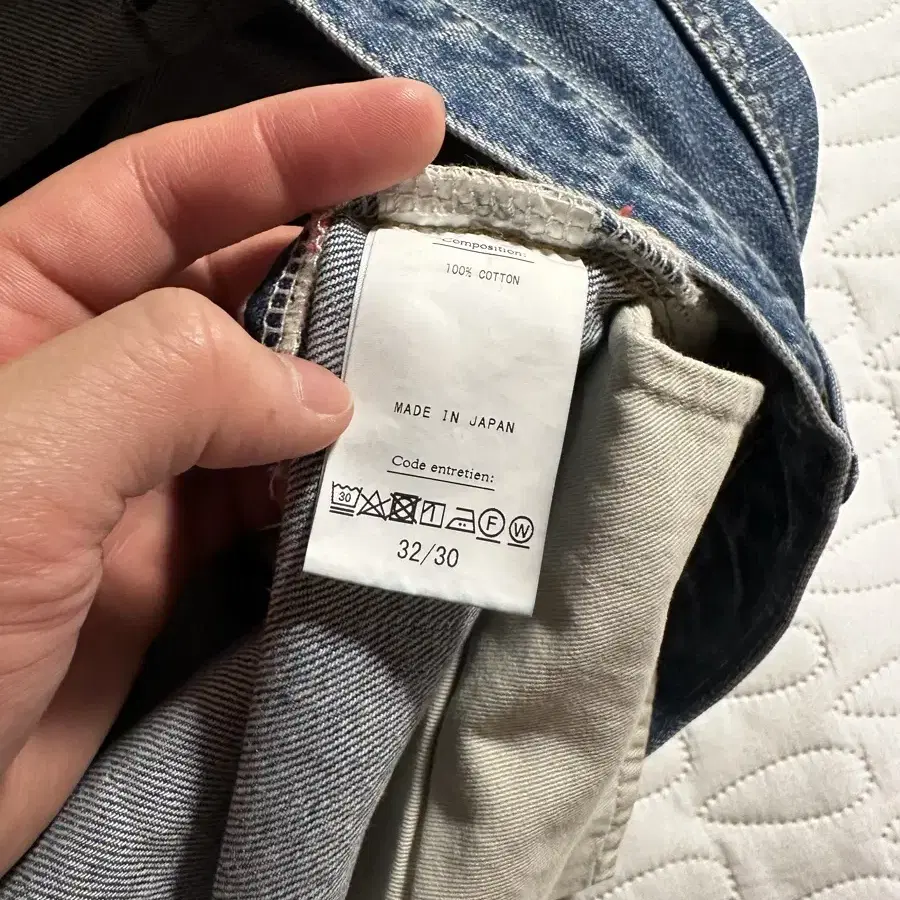 Composition:
100% COTTON
MADE IN JAPAN
Code entretien:
30 F W
32/30